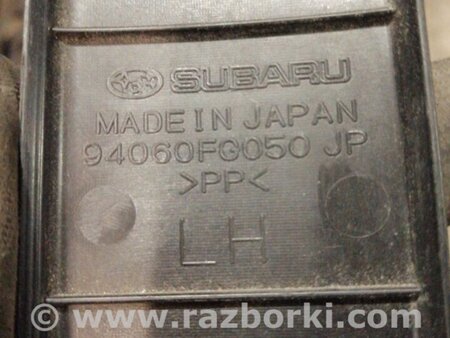 SUBARU
MADE IN JAPAN
94060FG050 JP
>PP<
LH
© www.razborki.com